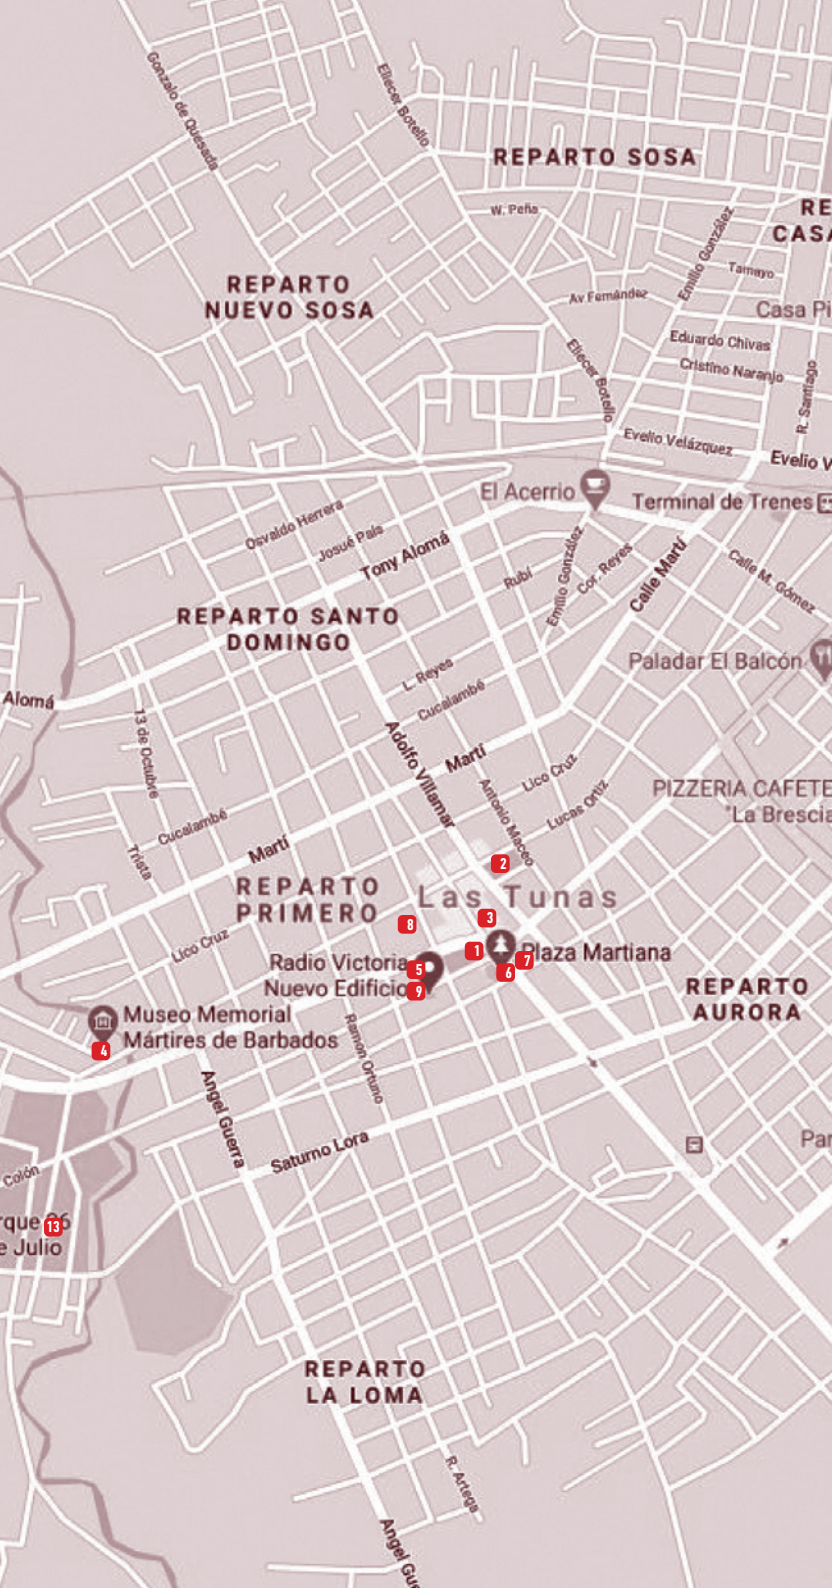 Gonzalo de Quesada
Eliecer Botello
REPARTO SOSA
W. Peña
RE
CASA
Emilio González
Tamayo
REPARTO
NUEVO SOSA
Av Fernández
Casa Pi
Eduardo Chivas
Eliecer Botello
Cristino Naranjo
R. Santiago
Evelio Velázquez
Evelio V
El Acerrio
Terminal de Trenes
Osvaldo Herrera
Josué País
Tony Alomá
Rubí
Emilio González
Cor. Reyes
Calle Martí
Calle M. Gómez
REPARTO SANTO
DOMINGO
L. Reyes
Cucalambé
Paladar El Balcón
Alomá
13 de Octubre
Adolfo Villamar
Martí
Lico Cruz
Antonio Maceo
Lucas Ortiz
PIZZERIA CAFETE
"La Brescia
Cucalambé
Martí
Trista
2
REPARTO
PRIMERO
Las Tunas
3
8
Lico Cruz
1
Plaza Martiana
7
Radio Victoria
Nuevo Edificio
5
6
9
REPARTO
AURORA
Museo Memorial
Mártires de Barbados
4
Ramon Ortuno
Angel Guerra
Saturno Lora
Par
Colón
rque 26
e Julio
13
REPARTO
LA LOMA
R. Artega
Angel Gue